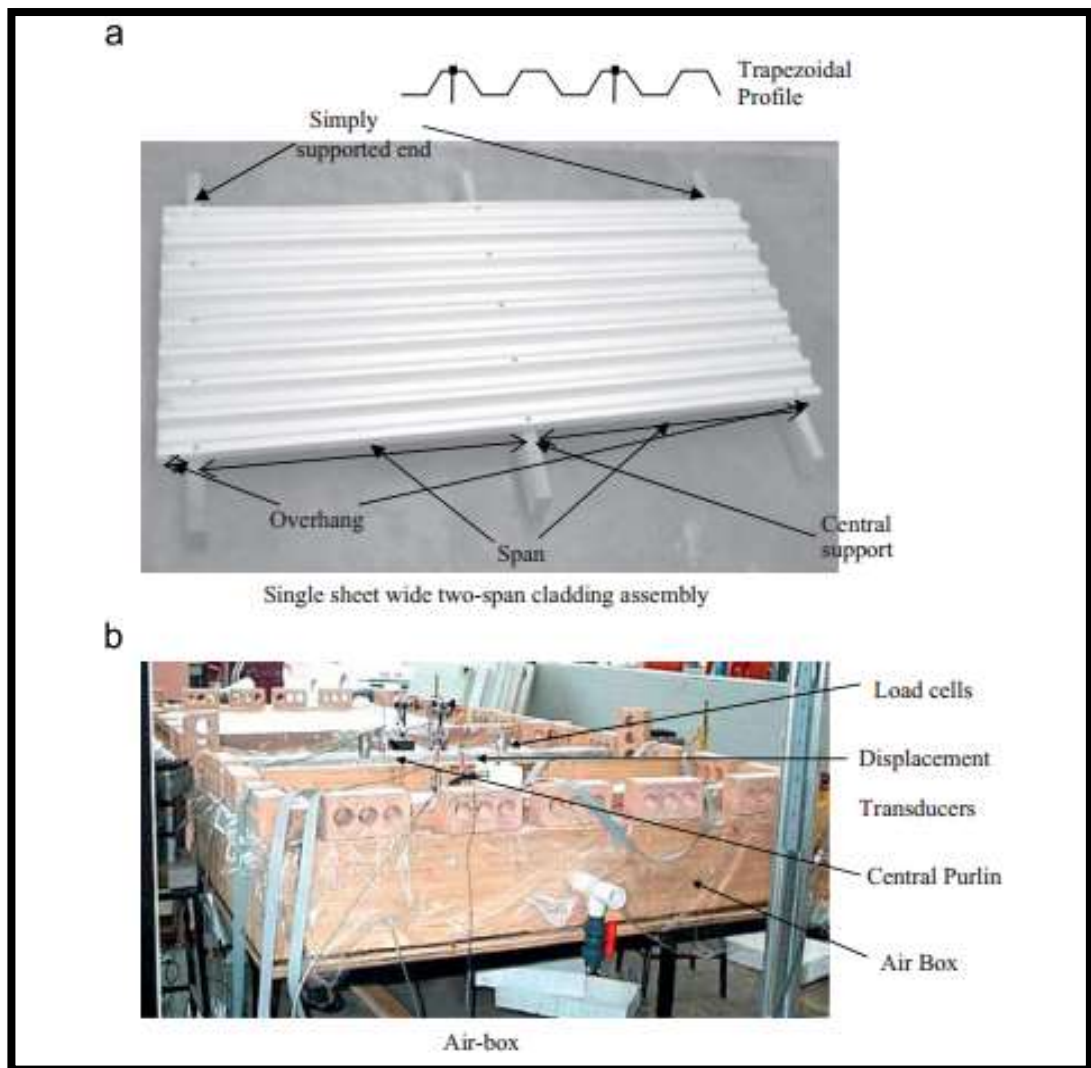 a
Trapezoidal
Profile
Simply
supported end
Overhang
Span
Central
support
Single sheet wide two-span cladding assembly
b
Load cells
Displacement
Transducers
Central Purlin
Air Box
Air-box